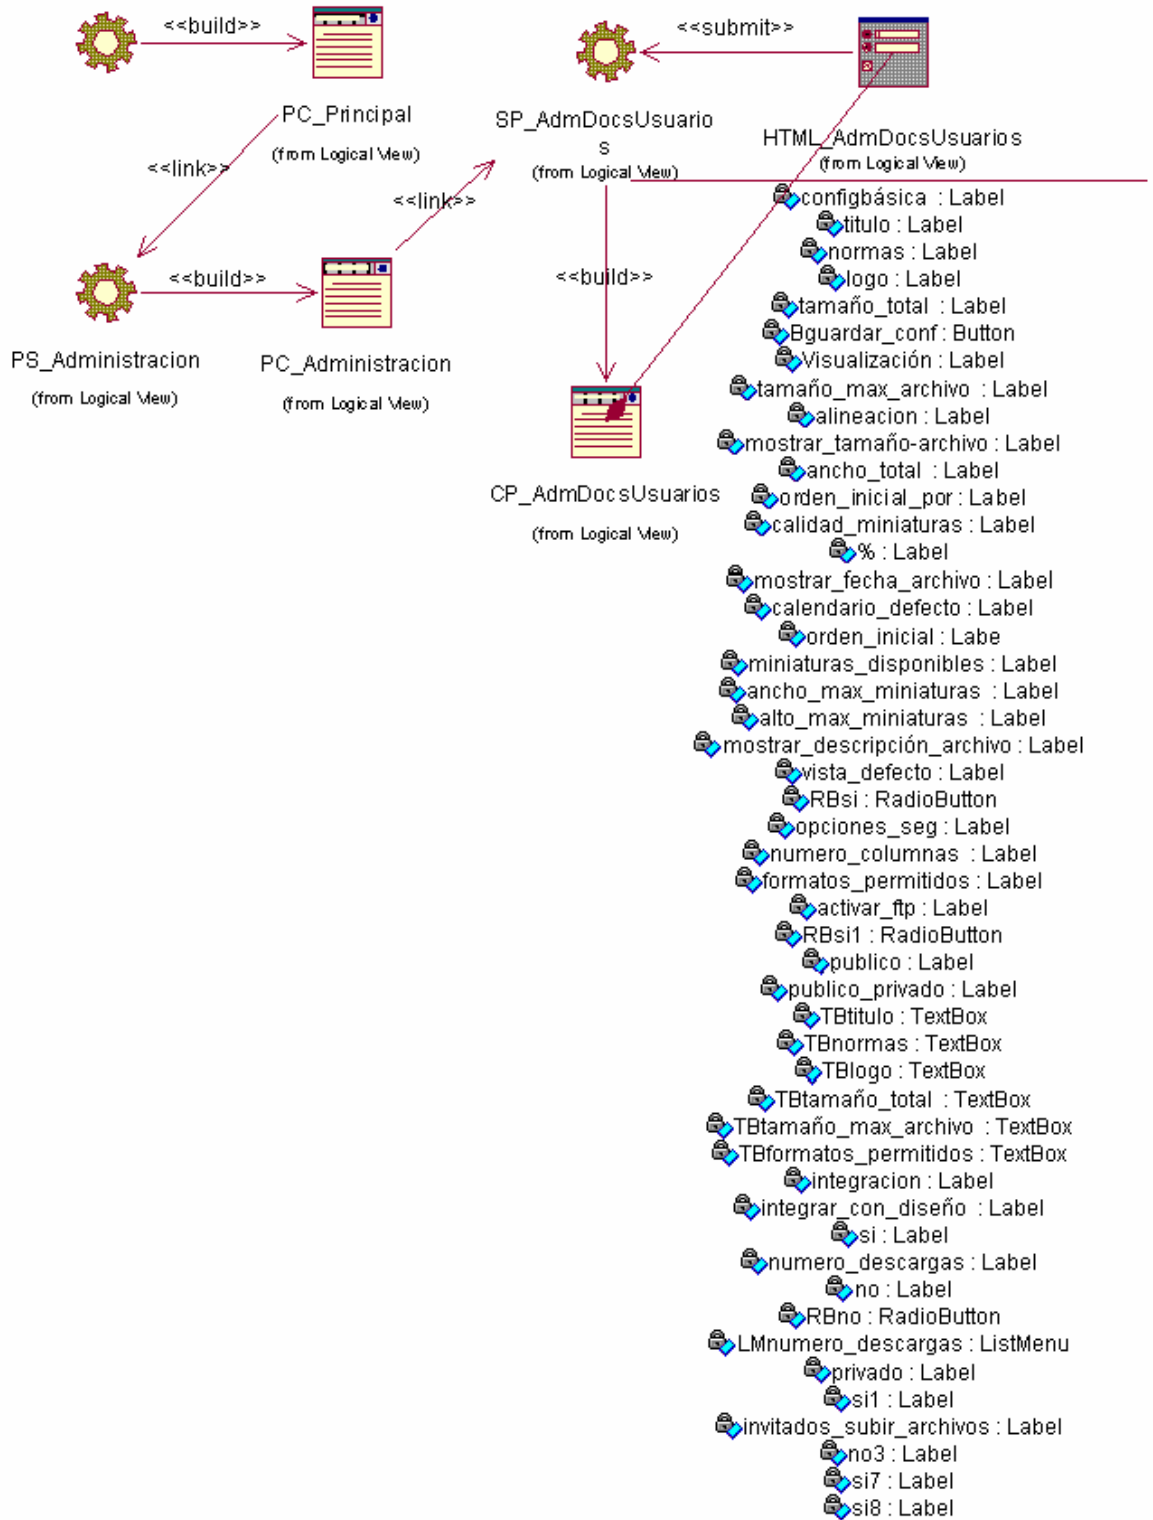 <<build>>
<<submit>>
PC_Principal
(from Logical View)
SP_AdmDocsUsuario
s
(from Logical View)
HTML_AdmDocsUsuarios
(from Logical View)
<<link>>
<<link>>
<<build>>
<<build>>
PS_Administracion
(from Logical View)
PC_Administracion
(from Logical View)
CP_AdmDocsUsuarios
(from Logical View)
configbásica : Label
titulo : Label
normas : Label
logo : Label
tamaño_total : Label
Bguardar_conf : Button
Visualización : Label
tamaño_max_archivo : Label
alineacion : Label
mostrar_tamaño-archivo : Label
ancho_total : Label
orden_inicial_por : Label
calidad_miniaturas : Label
% : Label
mostrar_fecha_archivo : Label
calendario_defecto : Label
orden_inicial : Labe
miniaturas_disponibles : Label
ancho_max_miniaturas : Label
alto_max_miniaturas : Label
mostrar_descripción_archivo : Label
vista_defecto : Label
RBsi : RadioButton
opciones_seg : Label
numero_columnas : Label
formatos_permitidos : Label
activar_ftp : Label
RBsi1 : RadioButton
publico : Label
publico_privado : Label
TBtitulo : TextBox
TBnormas : TextBox
TBlogo : TextBox
TBtamaño_total : TextBox
TBtamaño_max_archivo : TextBox
TBformatos_permitidos : TextBox
integracion : Label
integrar_con_diseño : Label
si : Label
numero_descargas : Label
no : Label
RBno : RadioButton
LMnumero_descargas : ListMenu
privado : Label
si1 : Label
invitados_subir_archivos : Label
no3 : Label
si7 : Label
si8 : Label